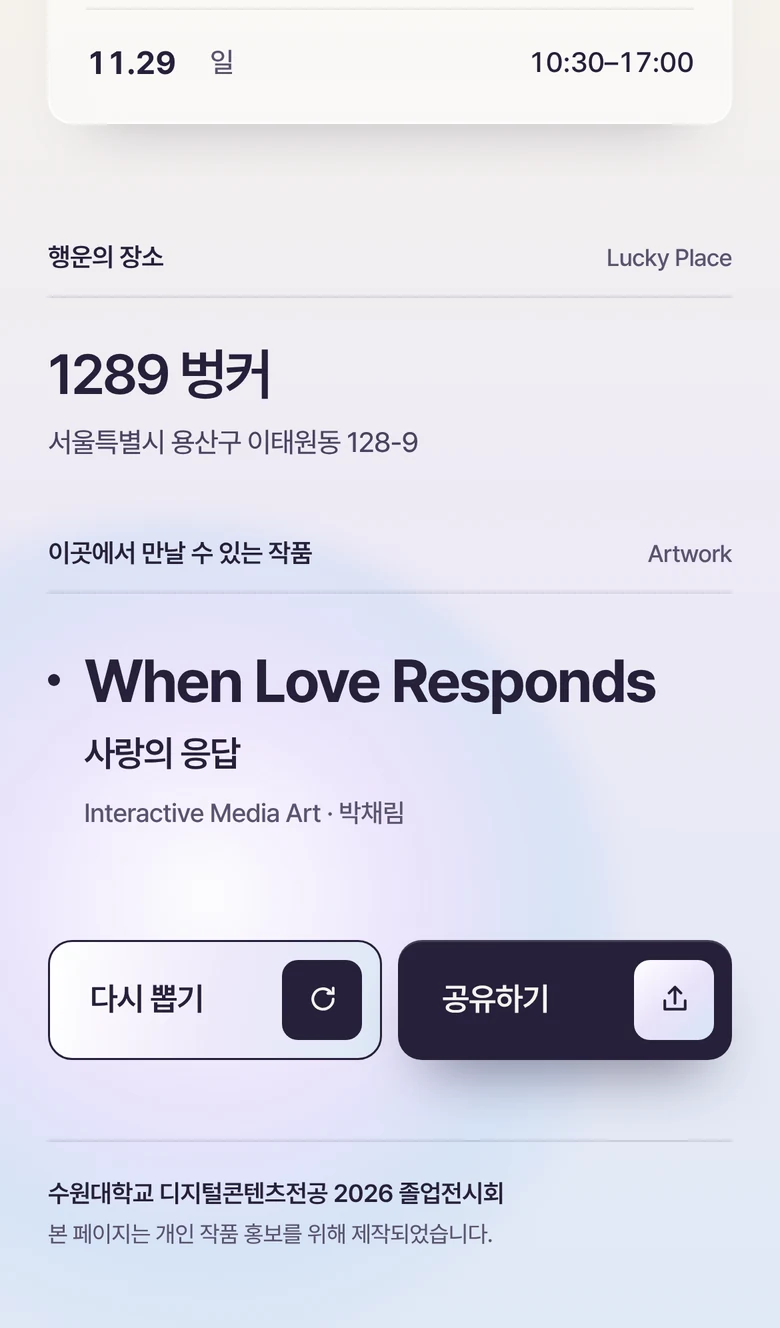 11.29 일 10:30–17:00
행운의 장소 Lucky Place
1289 벙커
서울특별시 용산구 이태원동 128-9
이곳에서 만날 수 있는 작품 Artwork
• When Love Responds
사랑의 응답
Interactive Media Art · 박채림
다시 뽑기 공유하기
수원대학교 디지털콘텐츠전공 2026 졸업전시회
본 페이지는 개인 작품 홍보를 위해 제작되었습니다.